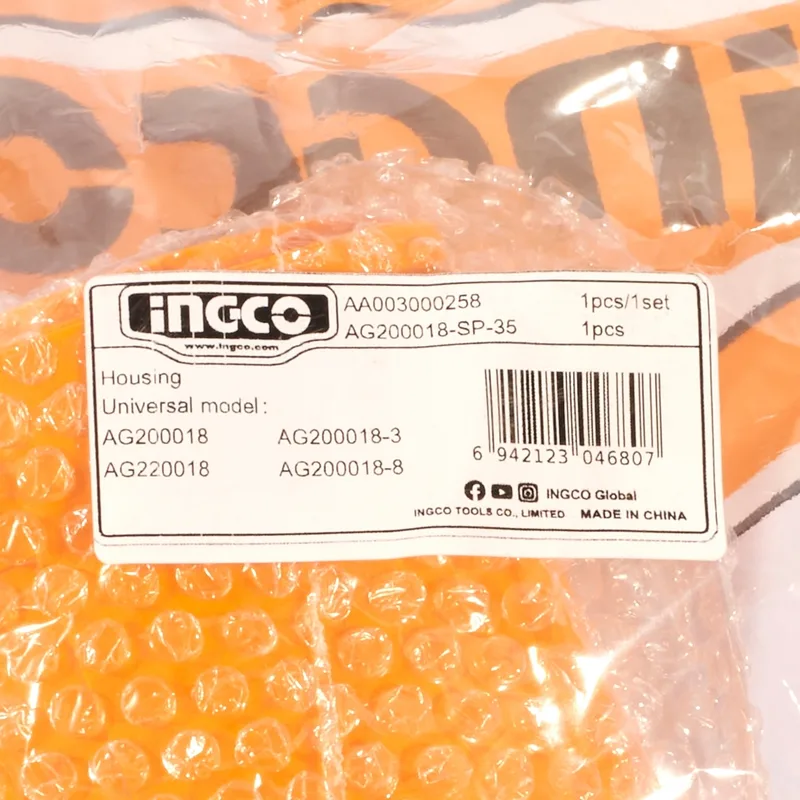 INGCO
www.ingco.com
AA003000258 1pcs/1set
AG200018-SP-35 1pcs
Housing
Universal model:
AG200018 AG200018-3
AG220018 AG200018-8
6 942123 046807
INGCO Global
INGCO TOOLS CO., LIMITED MADE IN CHINA